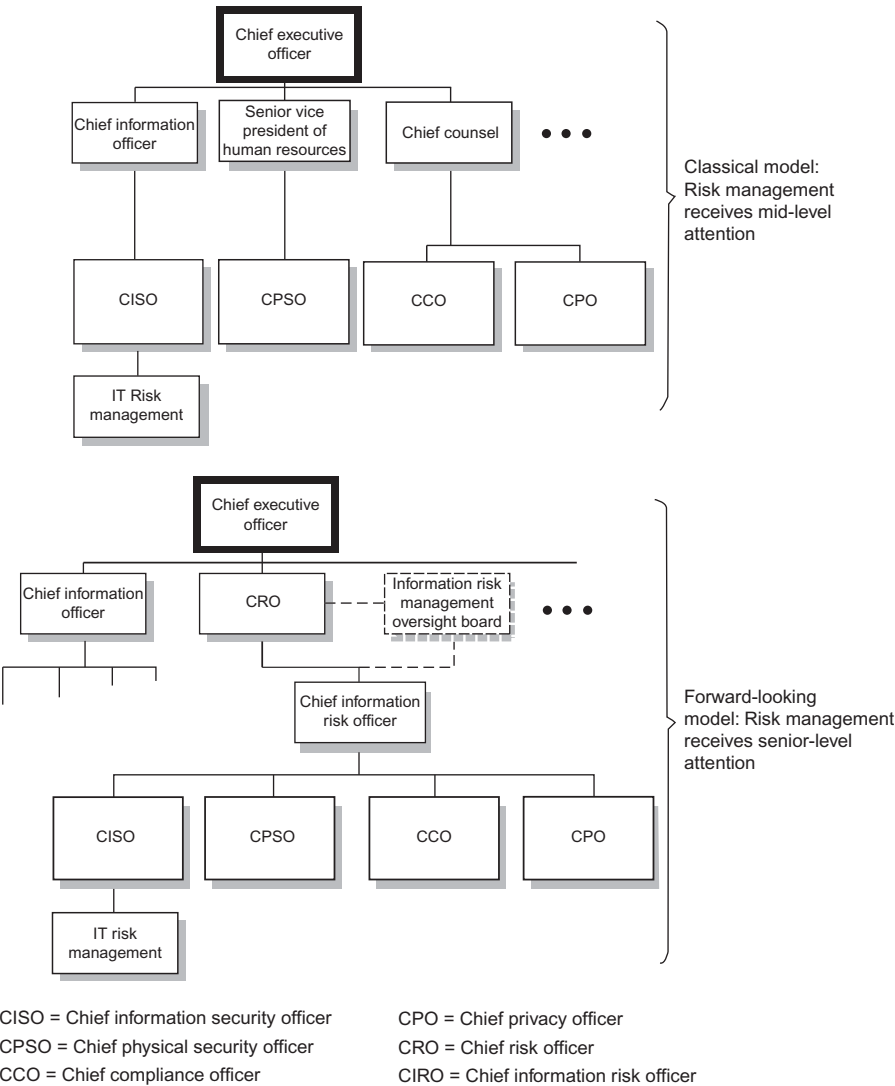 Chief executive
officer
Chief information
officer
Senior vice
president of
human resources
Chief counsel
Classical model:
Risk management
receives mid-level
attention
CISO
CPSO
CCO
CPO
IT Risk
management
Chief executive
officer
Chief information
officer
CRO
Information risk
management
oversight board
Chief information
risk officer
Forward-looking
model: Risk management
receives senior-level
attention
CISO
CPSO
CCO
CPO
IT risk
management
CISO = Chief information security officer
CPSO = Chief physical security officer
CCO = Chief compliance officer
CPO = Chief privacy officer
CRO = Chief risk officer
CIRO = Chief information risk officer